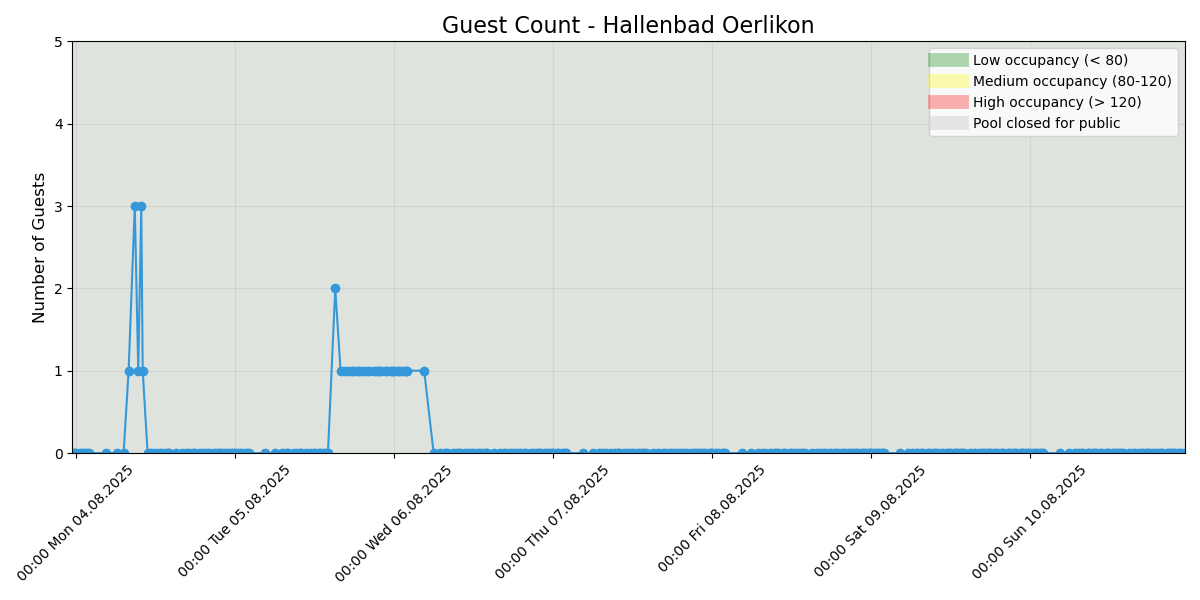 Guest Count - Hallenbad Oerlikon
5
4
3
2
1
0
Number of Guests
Low occupancy (< 80)
Medium occupancy (80-120)
High occupancy (> 120)
Pool closed for public
00:00 Mon 04.08.2025
00:00 Tue 05.08.2025
00:00 Wed 06.08.2025
00:00 Thu 07.08.2025
00:00 Fri 08.08.2025
00:00 Sat 09.08.2025
00:00 Sun 10.08.2025